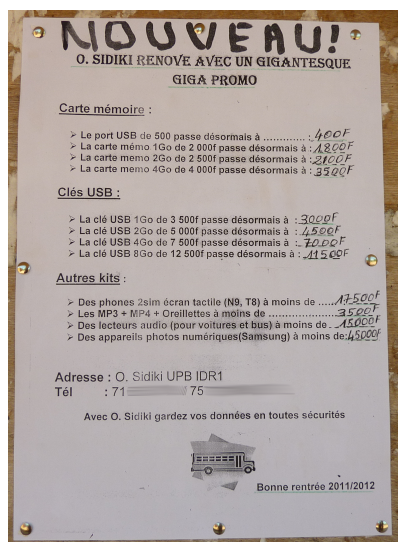 NOUVEAU!
O. SIDIKI RENOVE AVEC UN GIGANTESQUE
GIGA PROMO
Carte mémoire :
➢ Le port USB de 500 passe désormais à ............. : 400F
➢ La carte mémo 1Go de 2 000f passe désormais à : 1800F
➢ La carte memo 2Go de 2 500f passe désormais à : 2100F
➢ La carte memo 4Go de 4 000f passe désormais à : 3500F
Clés USB :
➢ La clé USB 1Go de 3 500f passe désormais à : 3000F
➢ La clé USB 2Go de 5 000f passe désormais à : 4500F
➢ La clé USB 4Go de 7 500f passe désormais à : 7000F
➢ La clé USB 8Go de 12 500f passe désormais à : 11500F
Autres kits :
➢ Des phones 2sim écran tactile (N9, T8) à moins de ...... 17500F
➢ Les MP3 + MP4 + Oreillettes à moins de ...................... 3500F
➢ Des lecteurs audio (pour voitures et bus) à moins de .. 15000F
➢ Des appareils photos numériques(Samsung) à moins de: 45000F
Adresse : O. Sidiki UPB IDR1
Tél : 71 / 75
Avec O. Sidiki gardez vos données en toutes sécurités
Bonne rentrée 2011/2012